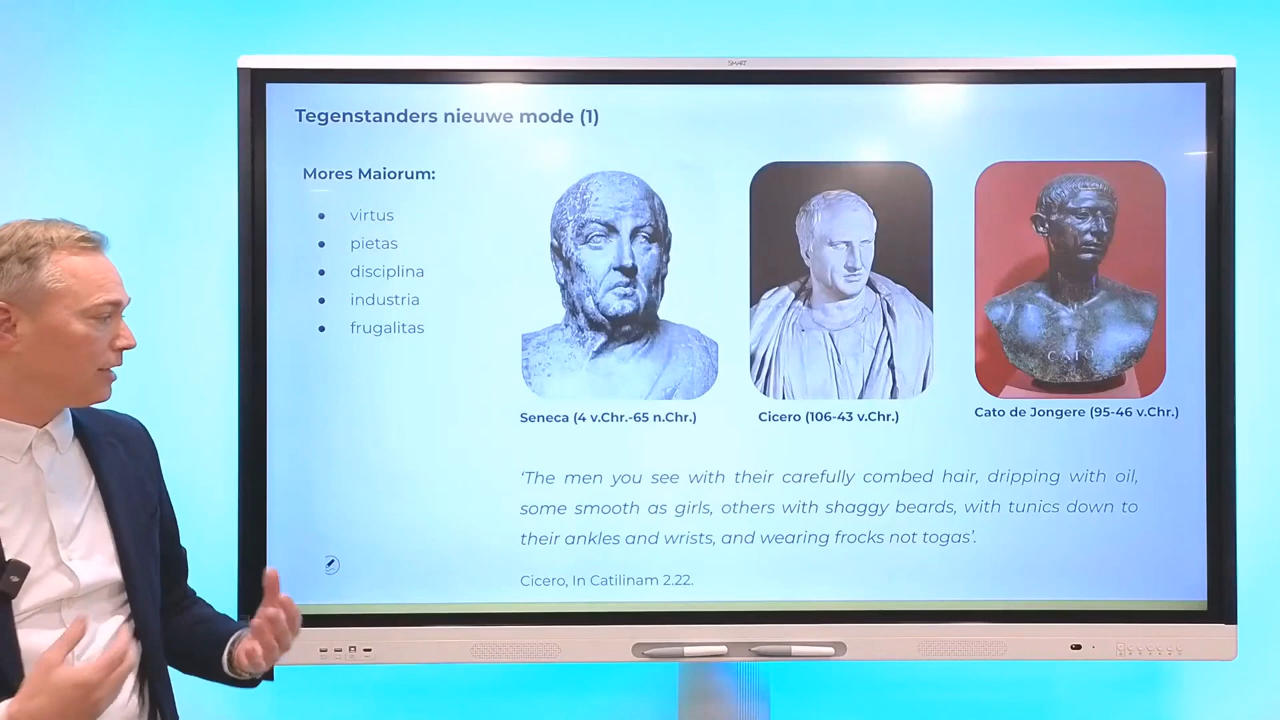 SMART
Tegenstanders nieuwe mode (1)
Mores Maiorum:
virtus
pietas
disciplina
industria
frugalitas
CATO
Seneca (4 v.Chr.-65 n.Chr.)
Cicero (106-43 v.Chr.)
Cato de Jongere (95-46 v.Chr.)
‘The men you see with their carefully combed hair, dripping with oil,
some smooth as girls, others with shaggy beards, with tunics down to
their ankles and wrists, and wearing frocks not togas’.
Cicero, In Catilinam 2.22.